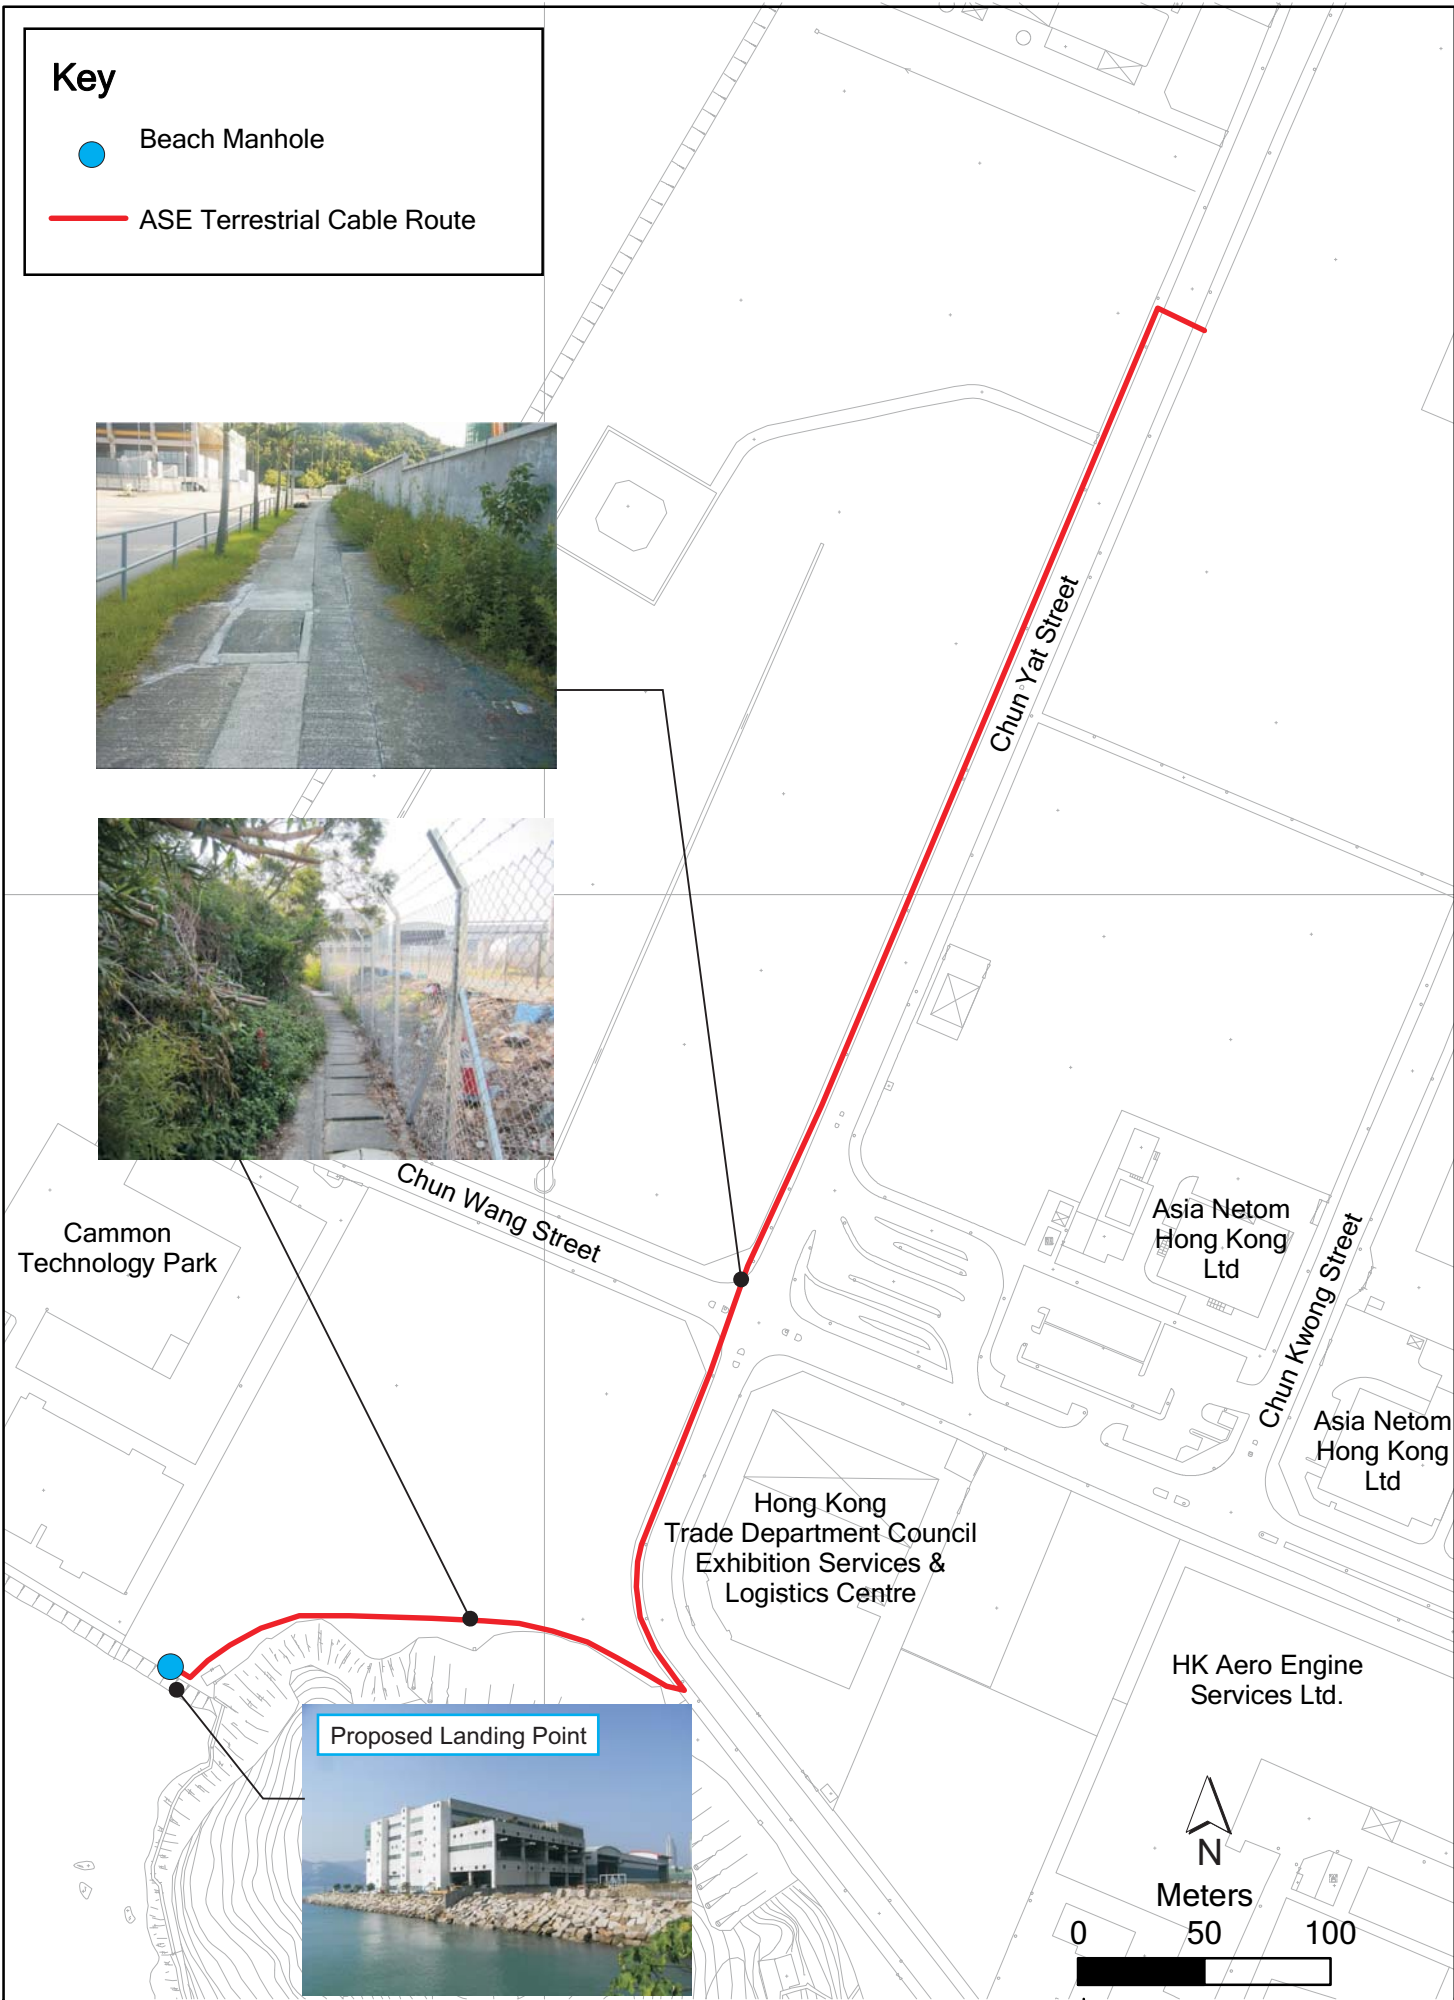 Key
Beach Manhole
ASE Terrestrial Cable Route
Chun Yat Street
Chun Wang Street
Cammon
Technology Park
Asia Netom
Hong Kong
Ltd
Chun Kwong Street
Asia Netom
Hong Kong
Ltd
Hong Kong
Trade Department Council
Exhibition Services &
Logistics Centre
HK Aero Engine
Services Ltd.
Proposed Landing Point
N
Meters
0 50 100